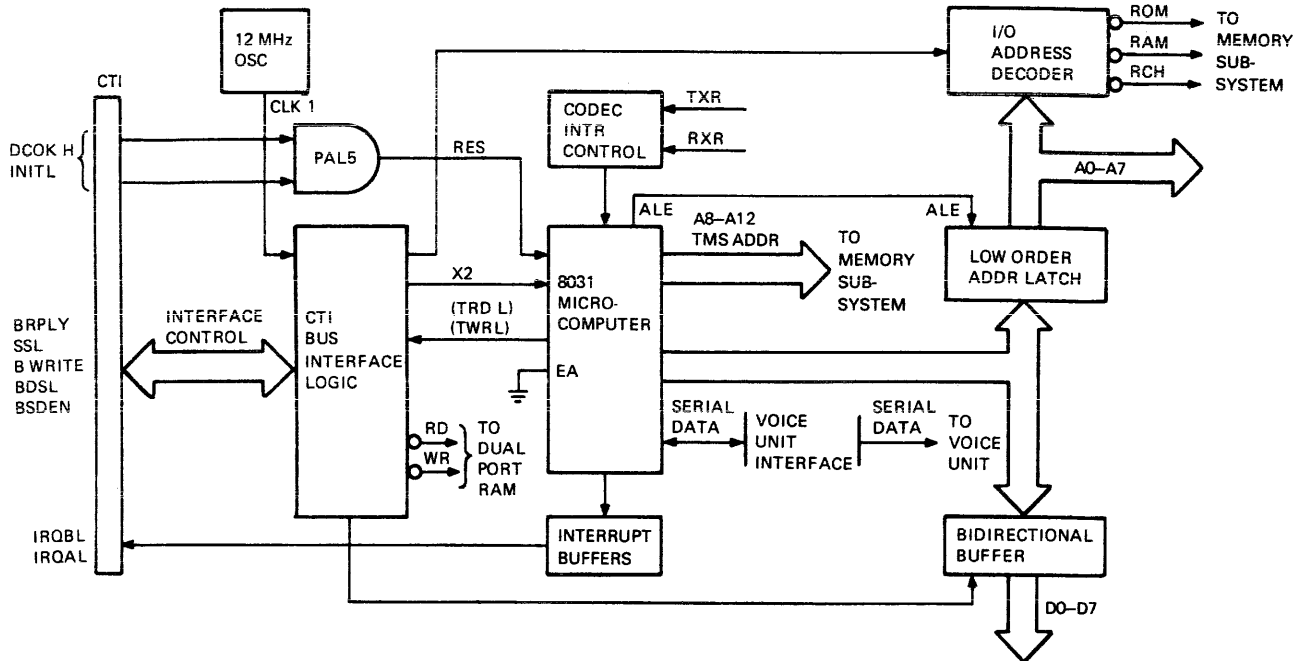 12 MHz
OSC
CTI
CLK 1
DCOK H
INITL
PAL5
RES
CODEC
INTR
CONTROL
TXR
RXR
I/O
ADDRESS
DECODER
ROM
RAM
RCH
TO
MEMORY
SUB-
SYSTEM
A0–A7
ALE
ALE
A8–A12
TMS ADDR
TO
MEMORY
SUB-
SYSTEM
LOW ORDER
ADDR LATCH
X2
(TRD L)
(TWRL)
8031
MICRO-
COMPUTER
EA
BRPLY
SSL
B WRITE
BDSL
BSDEN
INTERFACE
CONTROL
CTI
BUS
INTERFACE
LOGIC
RD
WR
TO
DUAL
PORT
RAM
SERIAL
DATA
VOICE
UNIT
INTERFACE
SERIAL
DATA
TO
VOICE
UNIT
IRQBL
IRQAL
INTERRUPT
BUFFERS
BIDIRECTIONAL
BUFFER
D0–D7